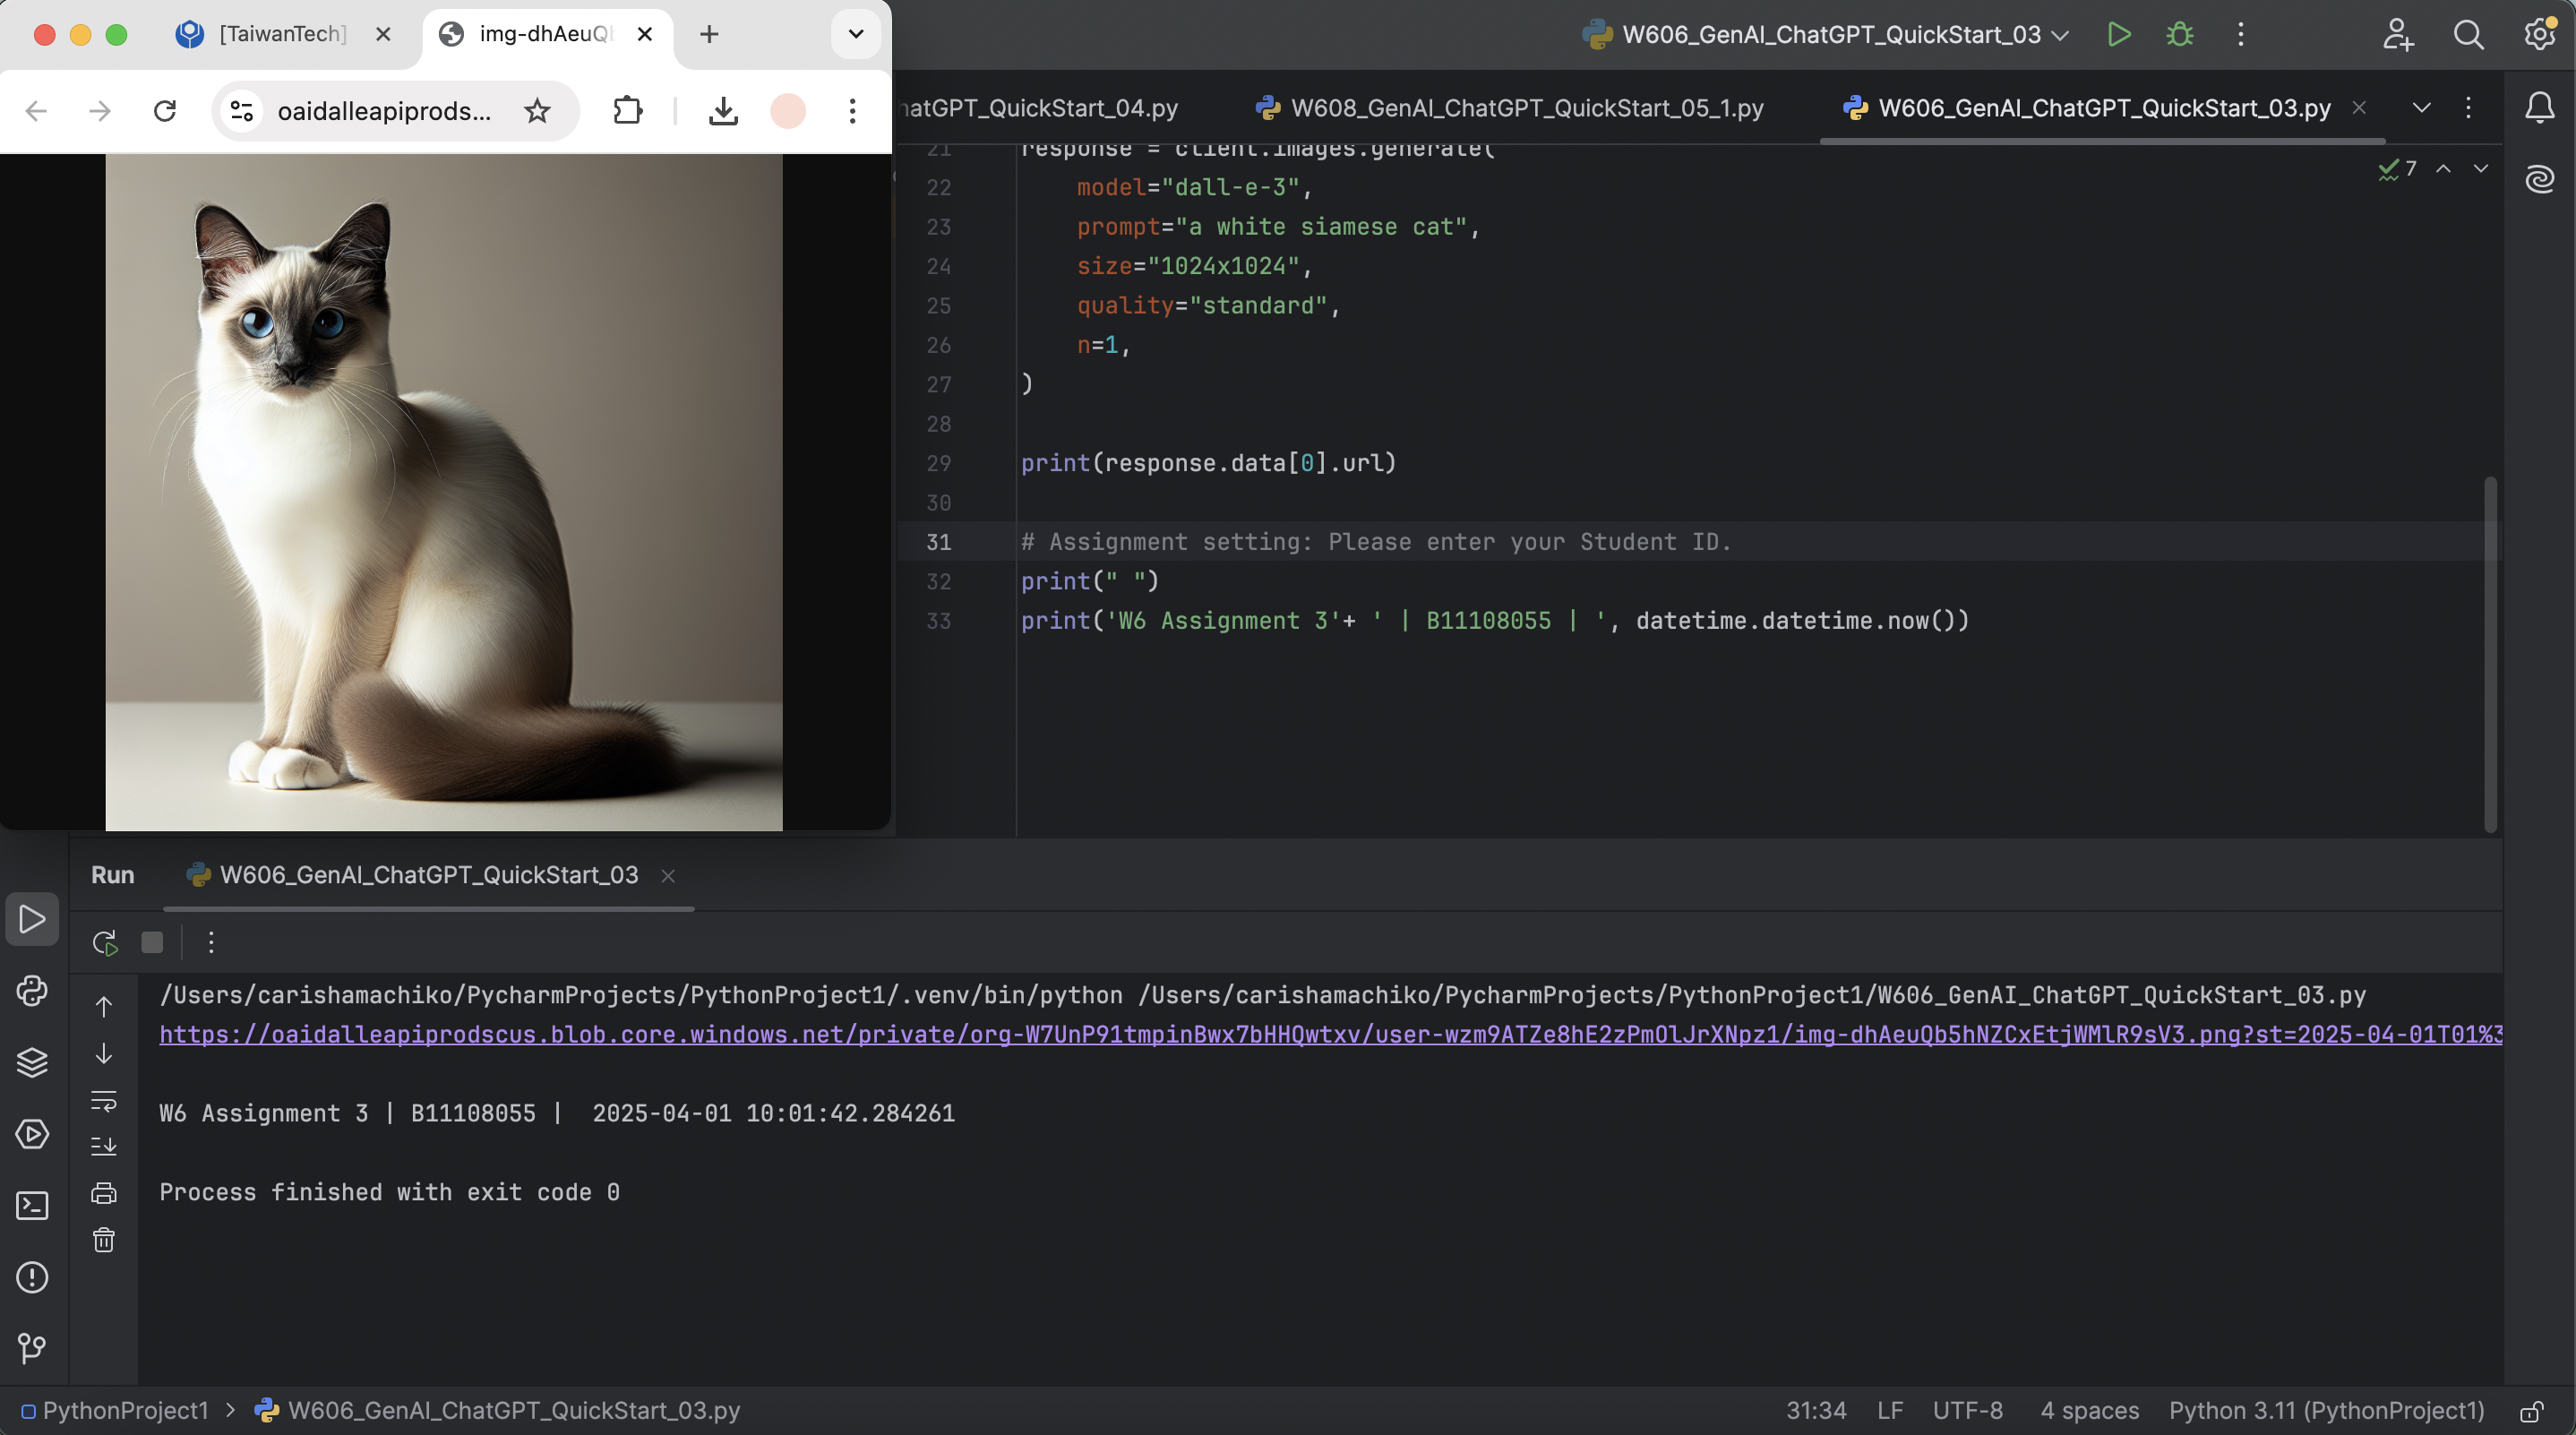 [TaiwanTech]
img-dhAeuQb
oaidalleapiprods...
W606_GenAI_ChatGPT_QuickStart_03
hatGPT_QuickStart_04.py
W608_GenAI_ChatGPT_QuickStart_05_1.py
W606_GenAI_ChatGPT_QuickStart_03.py
7
21 response = client.images.generate(
22 model="dall-e-3",
23 prompt="a white siamese cat",
24 size="1024x1024",
25 quality="standard",
26 n=1,
27 )
28
29 print(response.data[0].url)
30
31 # Assignment setting: Please enter your Student ID.
32 print(" ")
33 print('W6 Assignment 3'+ ' | B11108055 | ', datetime.datetime.now())
Run
W606_GenAI_ChatGPT_QuickStart_03
/Users/carishamachiko/PycharmProjects/PythonProject1/.venv/bin/python /Users/carishamachiko/PycharmProjects/PythonProject1/W606_GenAI_ChatGPT_QuickStart_03.py
https://oaidalleapiprodscus.blob.core.windows.net/private/org-W7UnP91tmpinBwx7bHHQwtxv/user-wzm9ATZe8hE2zPmOlJrXNpz1/img-dhAeuQb5hNZCxEtjWMlR9sV3.png?st=2025-04-01T01%3
W6 Assignment 3 | B11108055 |  2025-04-01 10:01:42.284261
Process finished with exit code 0
PythonProject1 > W606_GenAI_ChatGPT_QuickStart_03.py
31:34 LF UTF-8 4 spaces Python 3.11 (PythonProject1)